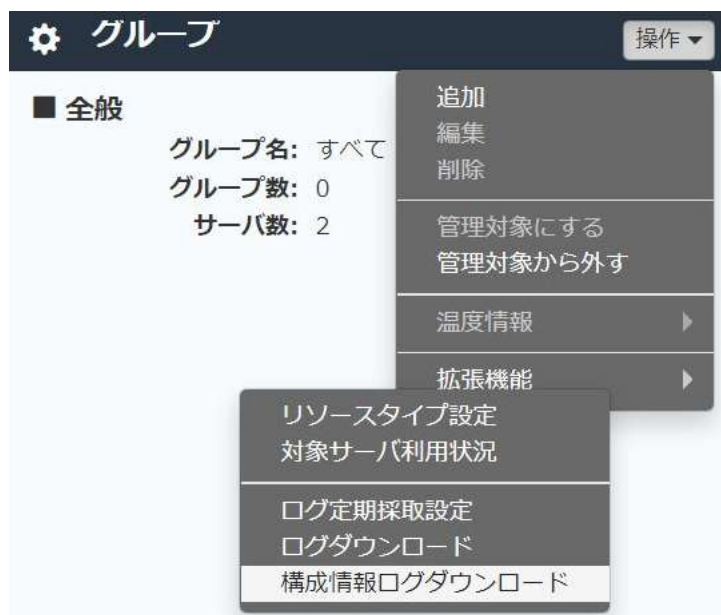 グループ
操作
■ 全般
グループ名: すべて
グループ数: 0
サーバ数: 2
追加
編集
削除
管理対象にする
管理対象から外す
温度情報
拡張機能
リソースタイプ設定
対象サーバ利用状況
ログ定期採取設定
ログダウンロード
構成情報ログダウンロード